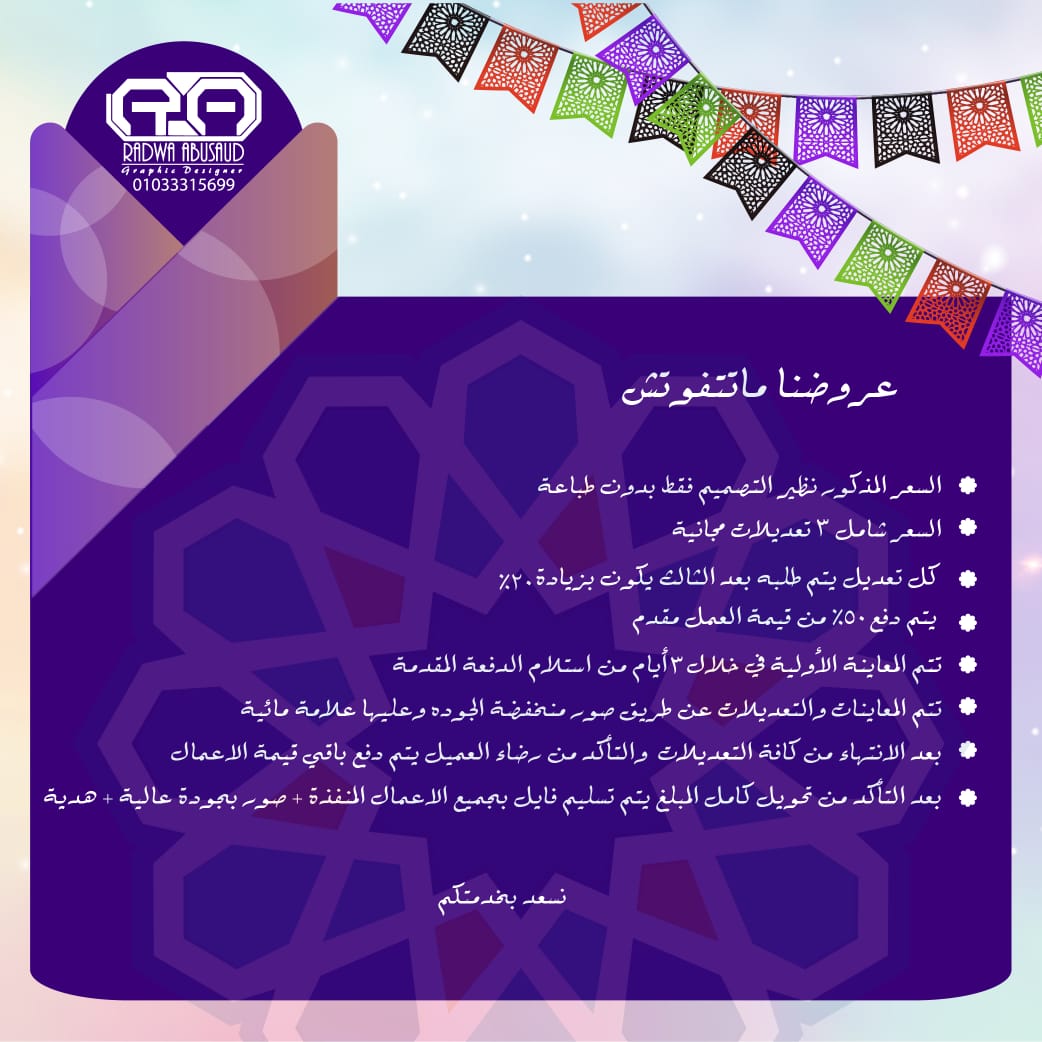 RA
RADWA ABUSAUD
Graphic Designer
01033315699
عروضنا ماتتفوتش
السعر المذكور نظير التصميم فقط بدون طباعة
السعر شامل ٣ تعديلات مجانية
كل تعديل يتم طلبه بعد الثالث يكون بزيادة ٢٠٪
يتم دفع ٥٠٪ من قيمة العمل مقدم
تتم المعاينة الأولية في خلال ٣ أيام من استلام الدفعة المقدمة
تتم المعاينات والتعديلات عن طريق صور منخفضة الجوده وعليها علامة مائية
بعد الانتهاء من كافة التعديلات والتأكد من رضاء العميل يتم دفع باقي قيمة الاعمال
بعد التأكد من تحويل كامل المبلغ يتم تسليم فايل بجميع الاعمال المنفذة + صور بجودة عالية + هدية
نسعد بخدمتكم